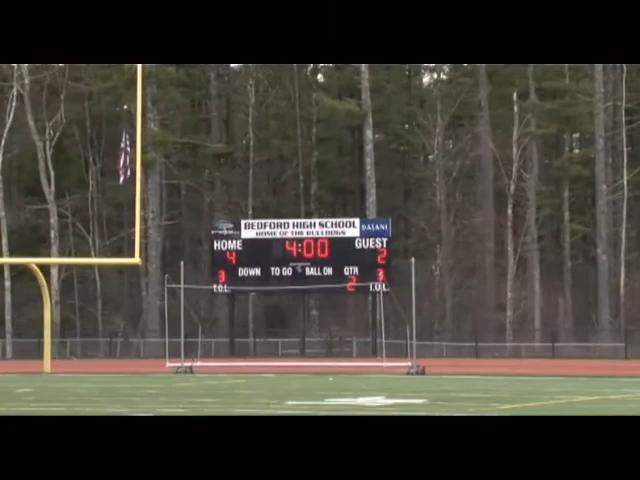 BEDFORD HIGH SCHOOL DASANI
HOME OF THE BULLDOGS
HOME 4:00 GUEST
4 2
3 DOWN TO GO BALL ON QTR 3
T.O.L. 2 T.O.L.